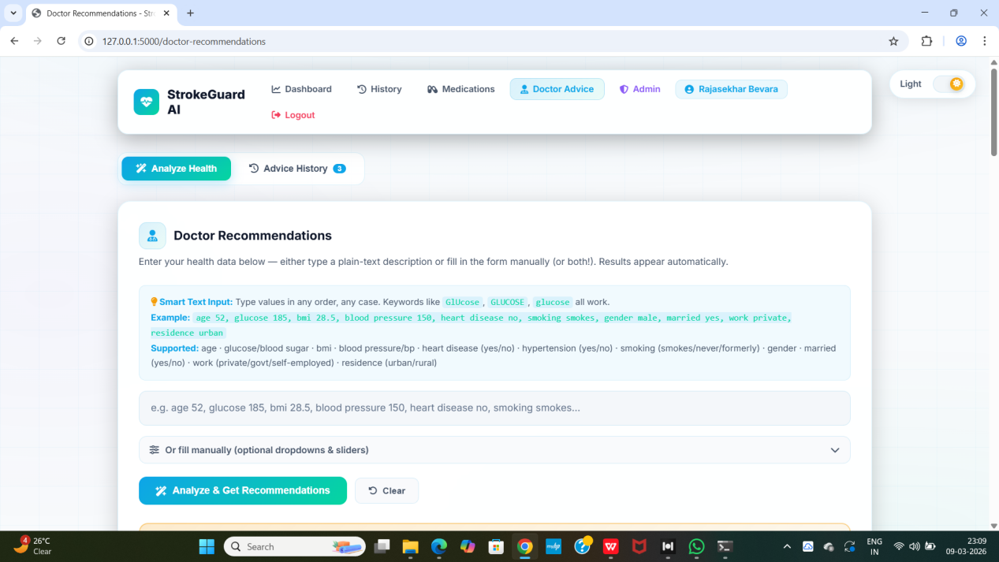 Doctor Recommendations - Str
127.0.0.1:5000/doctor-recommendations
StrokeGuard
AI
Dashboard
History
Medications
Doctor Advice
Admin
Rajasekhar Bevara
Logout
Light
Analyze Health
Advice History 3
Doctor Recommendations
Enter your health data below — either type a plain-text description or fill in the form manually (or both!). Results appear automatically.
Smart Text Input: Type values in any order, any case. Keywords like GlUcose , GLUCOSE , glucose all work.
Example: age 52, glucose 185, bmi 28.5, blood pressure 150, heart disease no, smoking smokes, gender male, married yes, work private,
residence urban
Supported: age · glucose/blood sugar · bmi · blood pressure/bp · heart disease (yes/no) · hypertension (yes/no) · smoking (smokes/never/formerly) · gender · married
(yes/no) · work (private/govt/self-employed) · residence (urban/rural)
e.g. age 52, glucose 185, bmi 28.5, blood pressure 150, heart disease no, smoking smokes...
Or fill manually (optional dropdowns & sliders)
Analyze & Get Recommendations
Clear
4
26°C
Clear
Search
myhp
ENG
IN
23:09
09-03-2026